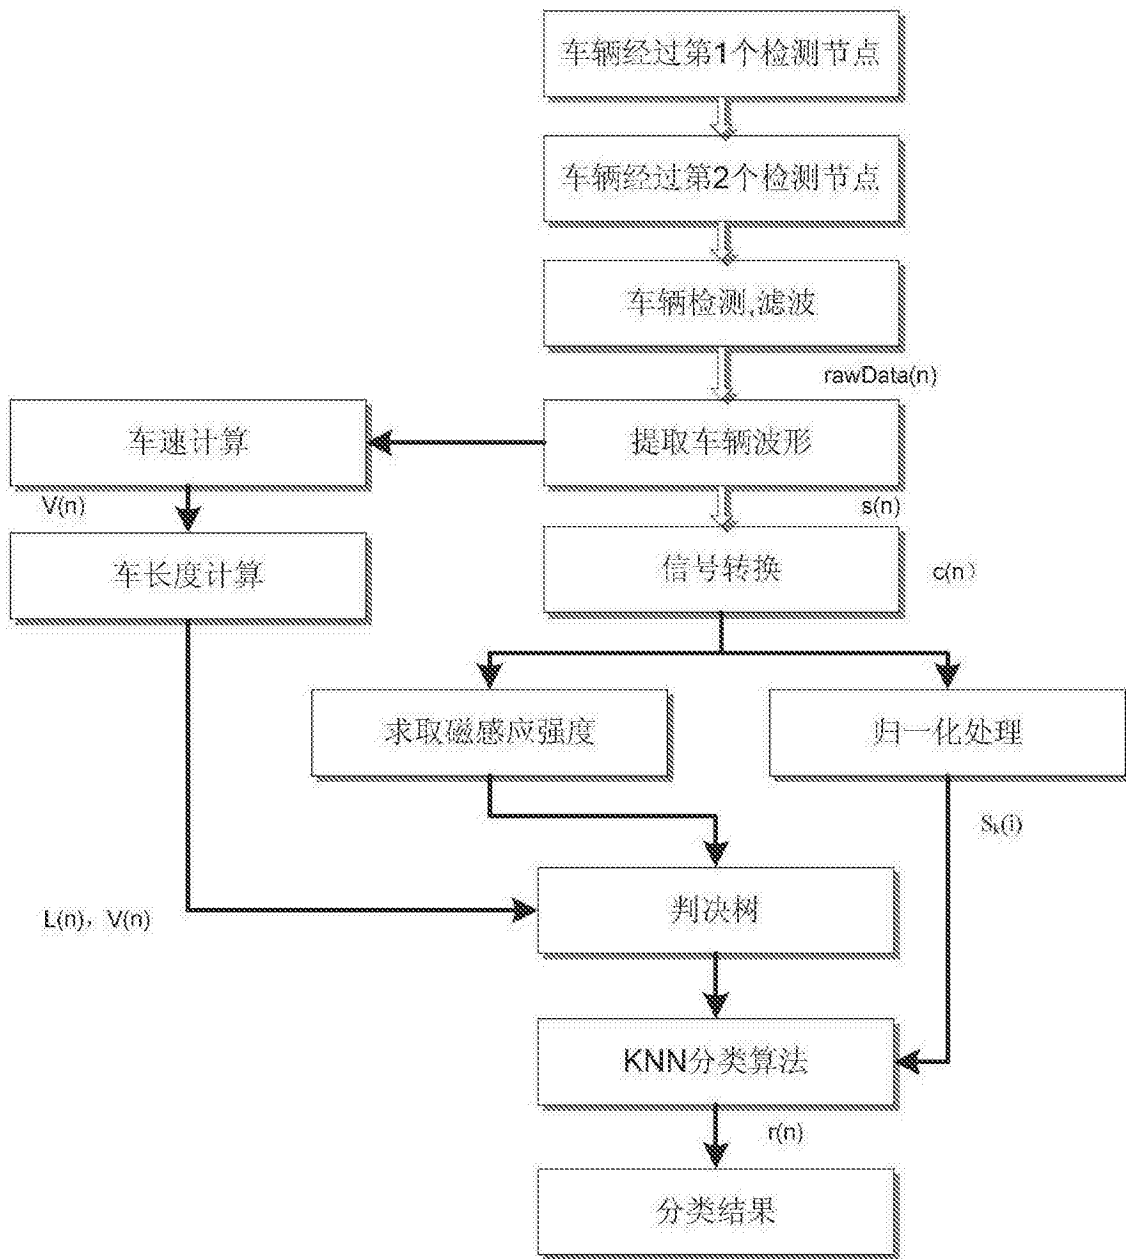 车辆经过第1个检测节点
车辆经过第2个检测节点
车辆检测,滤波
rawData(n)
车速计算
提取车辆波形
V(n)
s(n)
车长度计算
信号转换
c(n）
求取磁感应强度
归一化处理
Sₖ(i)
判决树
L(n)，V(n)
KNN分类算法
r(n)
分类结果